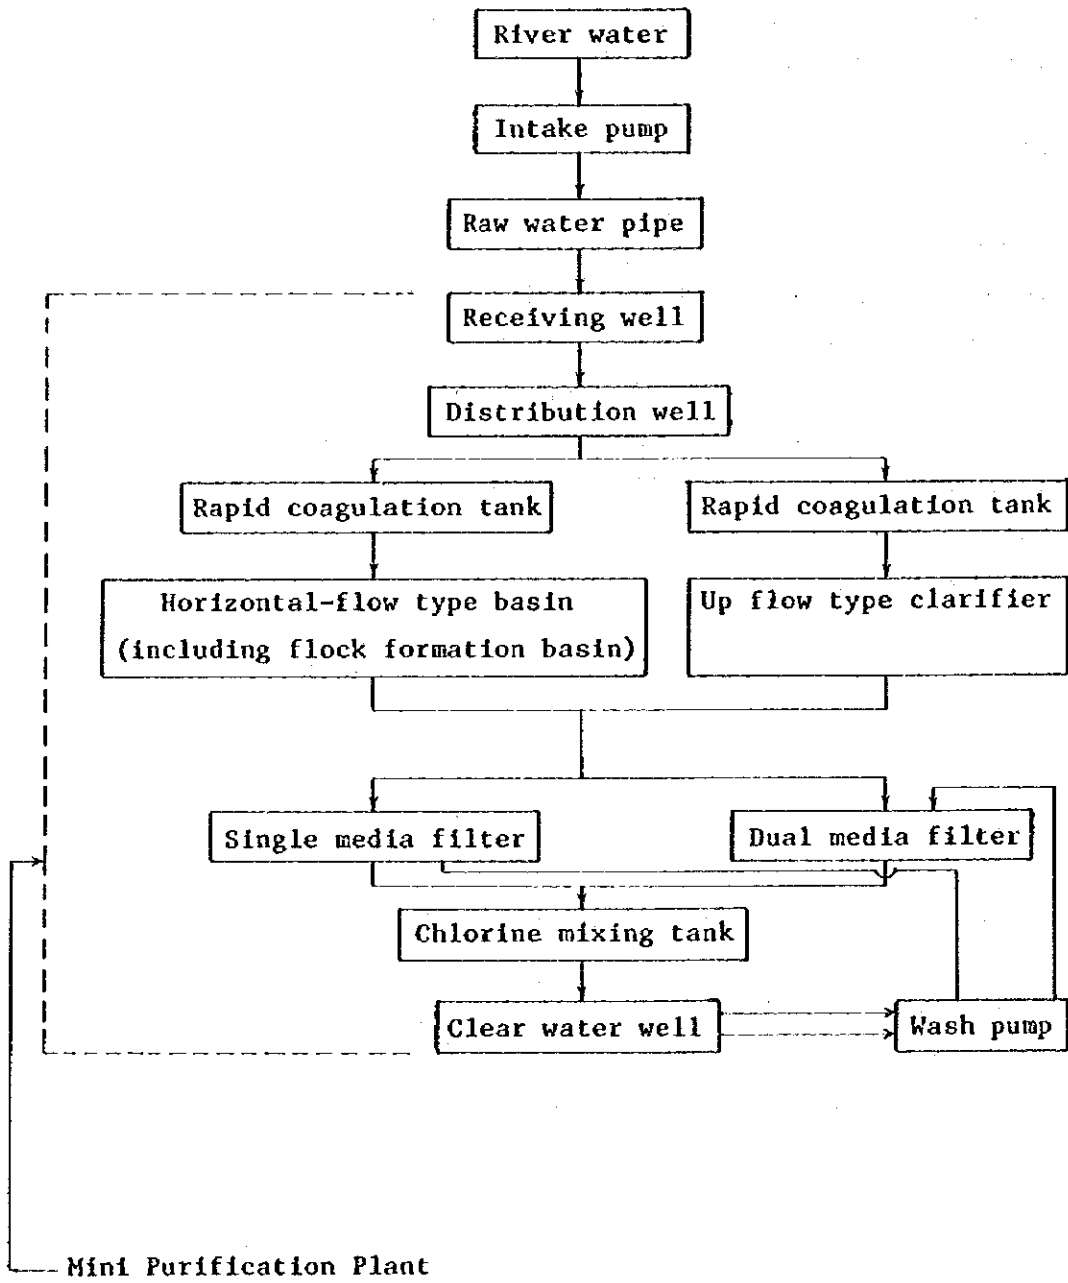 River water
Intake pump
Raw water pipe
Receiving well
Distribution well
Rapid coagulation tank
Rapid coagulation tank
Horizontal-flow type basin
(including flock formation basin)
Up flow type clarifier
Single media filter
Dual media filter
Chlorine mixing tank
Clear water well
Wash pump
Mini Purification Plant